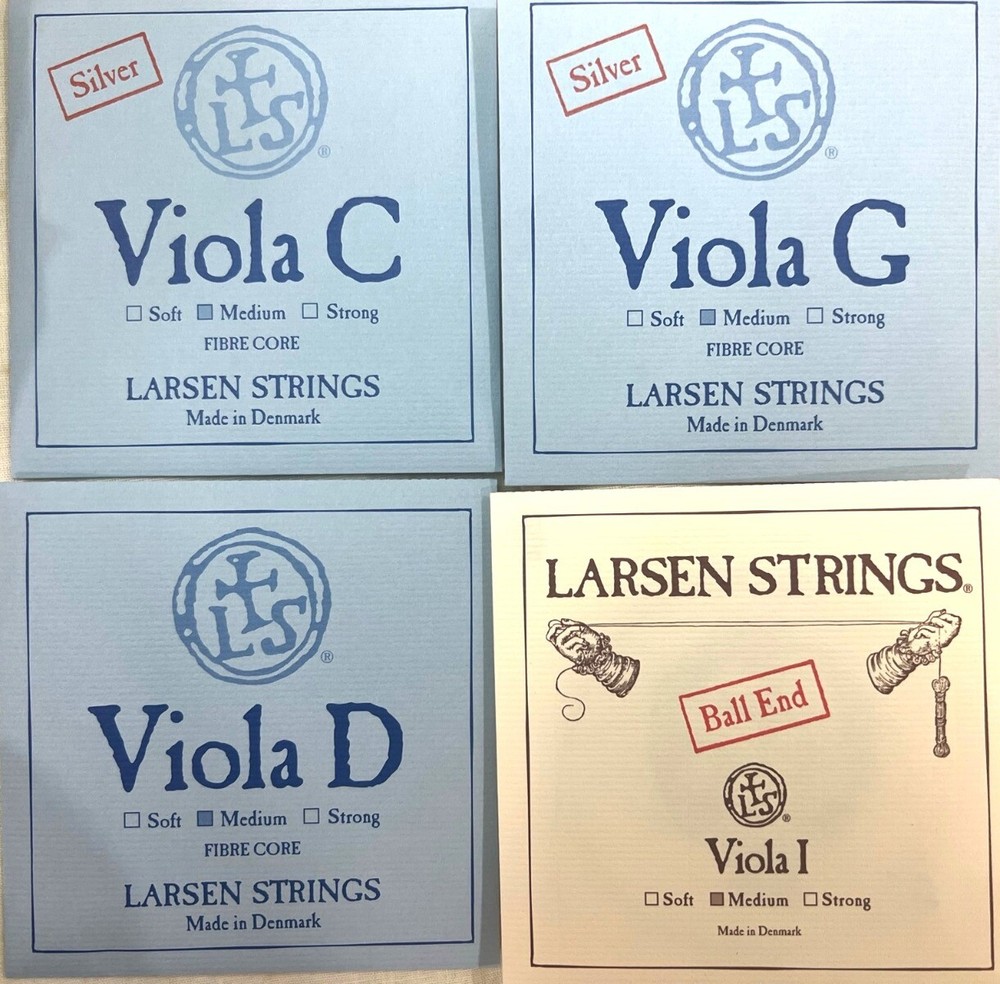 Silver
LS
®
Viola C
Soft Medium Strong
FIBRE CORE
LARSEN STRINGS
Made in Denmark
Silver
LS
®
Viola G
Soft Medium Strong
FIBRE CORE
LARSEN STRINGS
Made in Denmark
LS
®
Viola D
Soft Medium Strong
FIBRE CORE
LARSEN STRINGS
Made in Denmark
LARSEN STRINGS®
Ball End
LS
®
Viola I
Soft Medium Strong
Made in Denmark